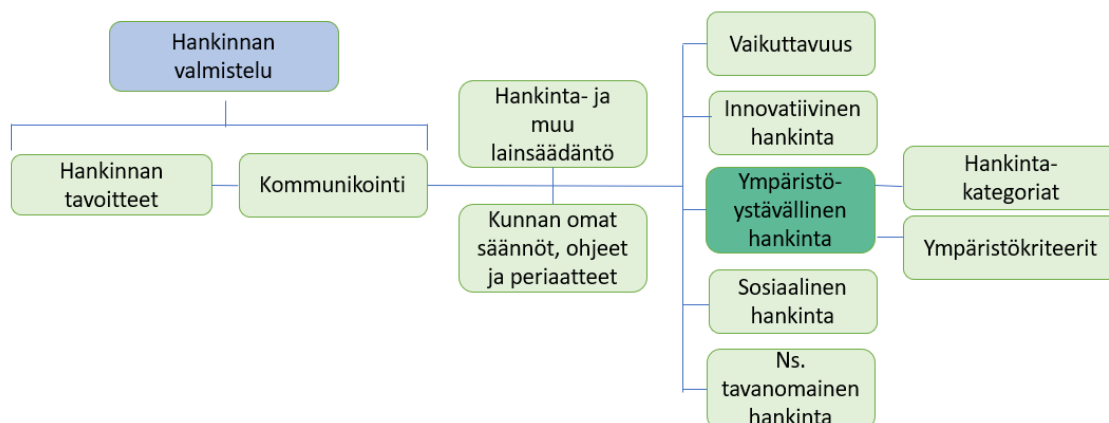 Hankinnan
valmistelu
Hankinnan
tavoitteet
Kommunikointi
Hankinta- ja
muu
lainsäädäntö
Kunnan omat
säännöt, ohjeet
ja periaatteet
Vaikuttavuus
Innovatiivinen
hankinta
Ympäristö-
ystävällinen
hankinta
Sosiaalinen
hankinta
Ns.
tavanomainen
hankinta
Hankinta-
kategoriat
Ympäristökriteerit